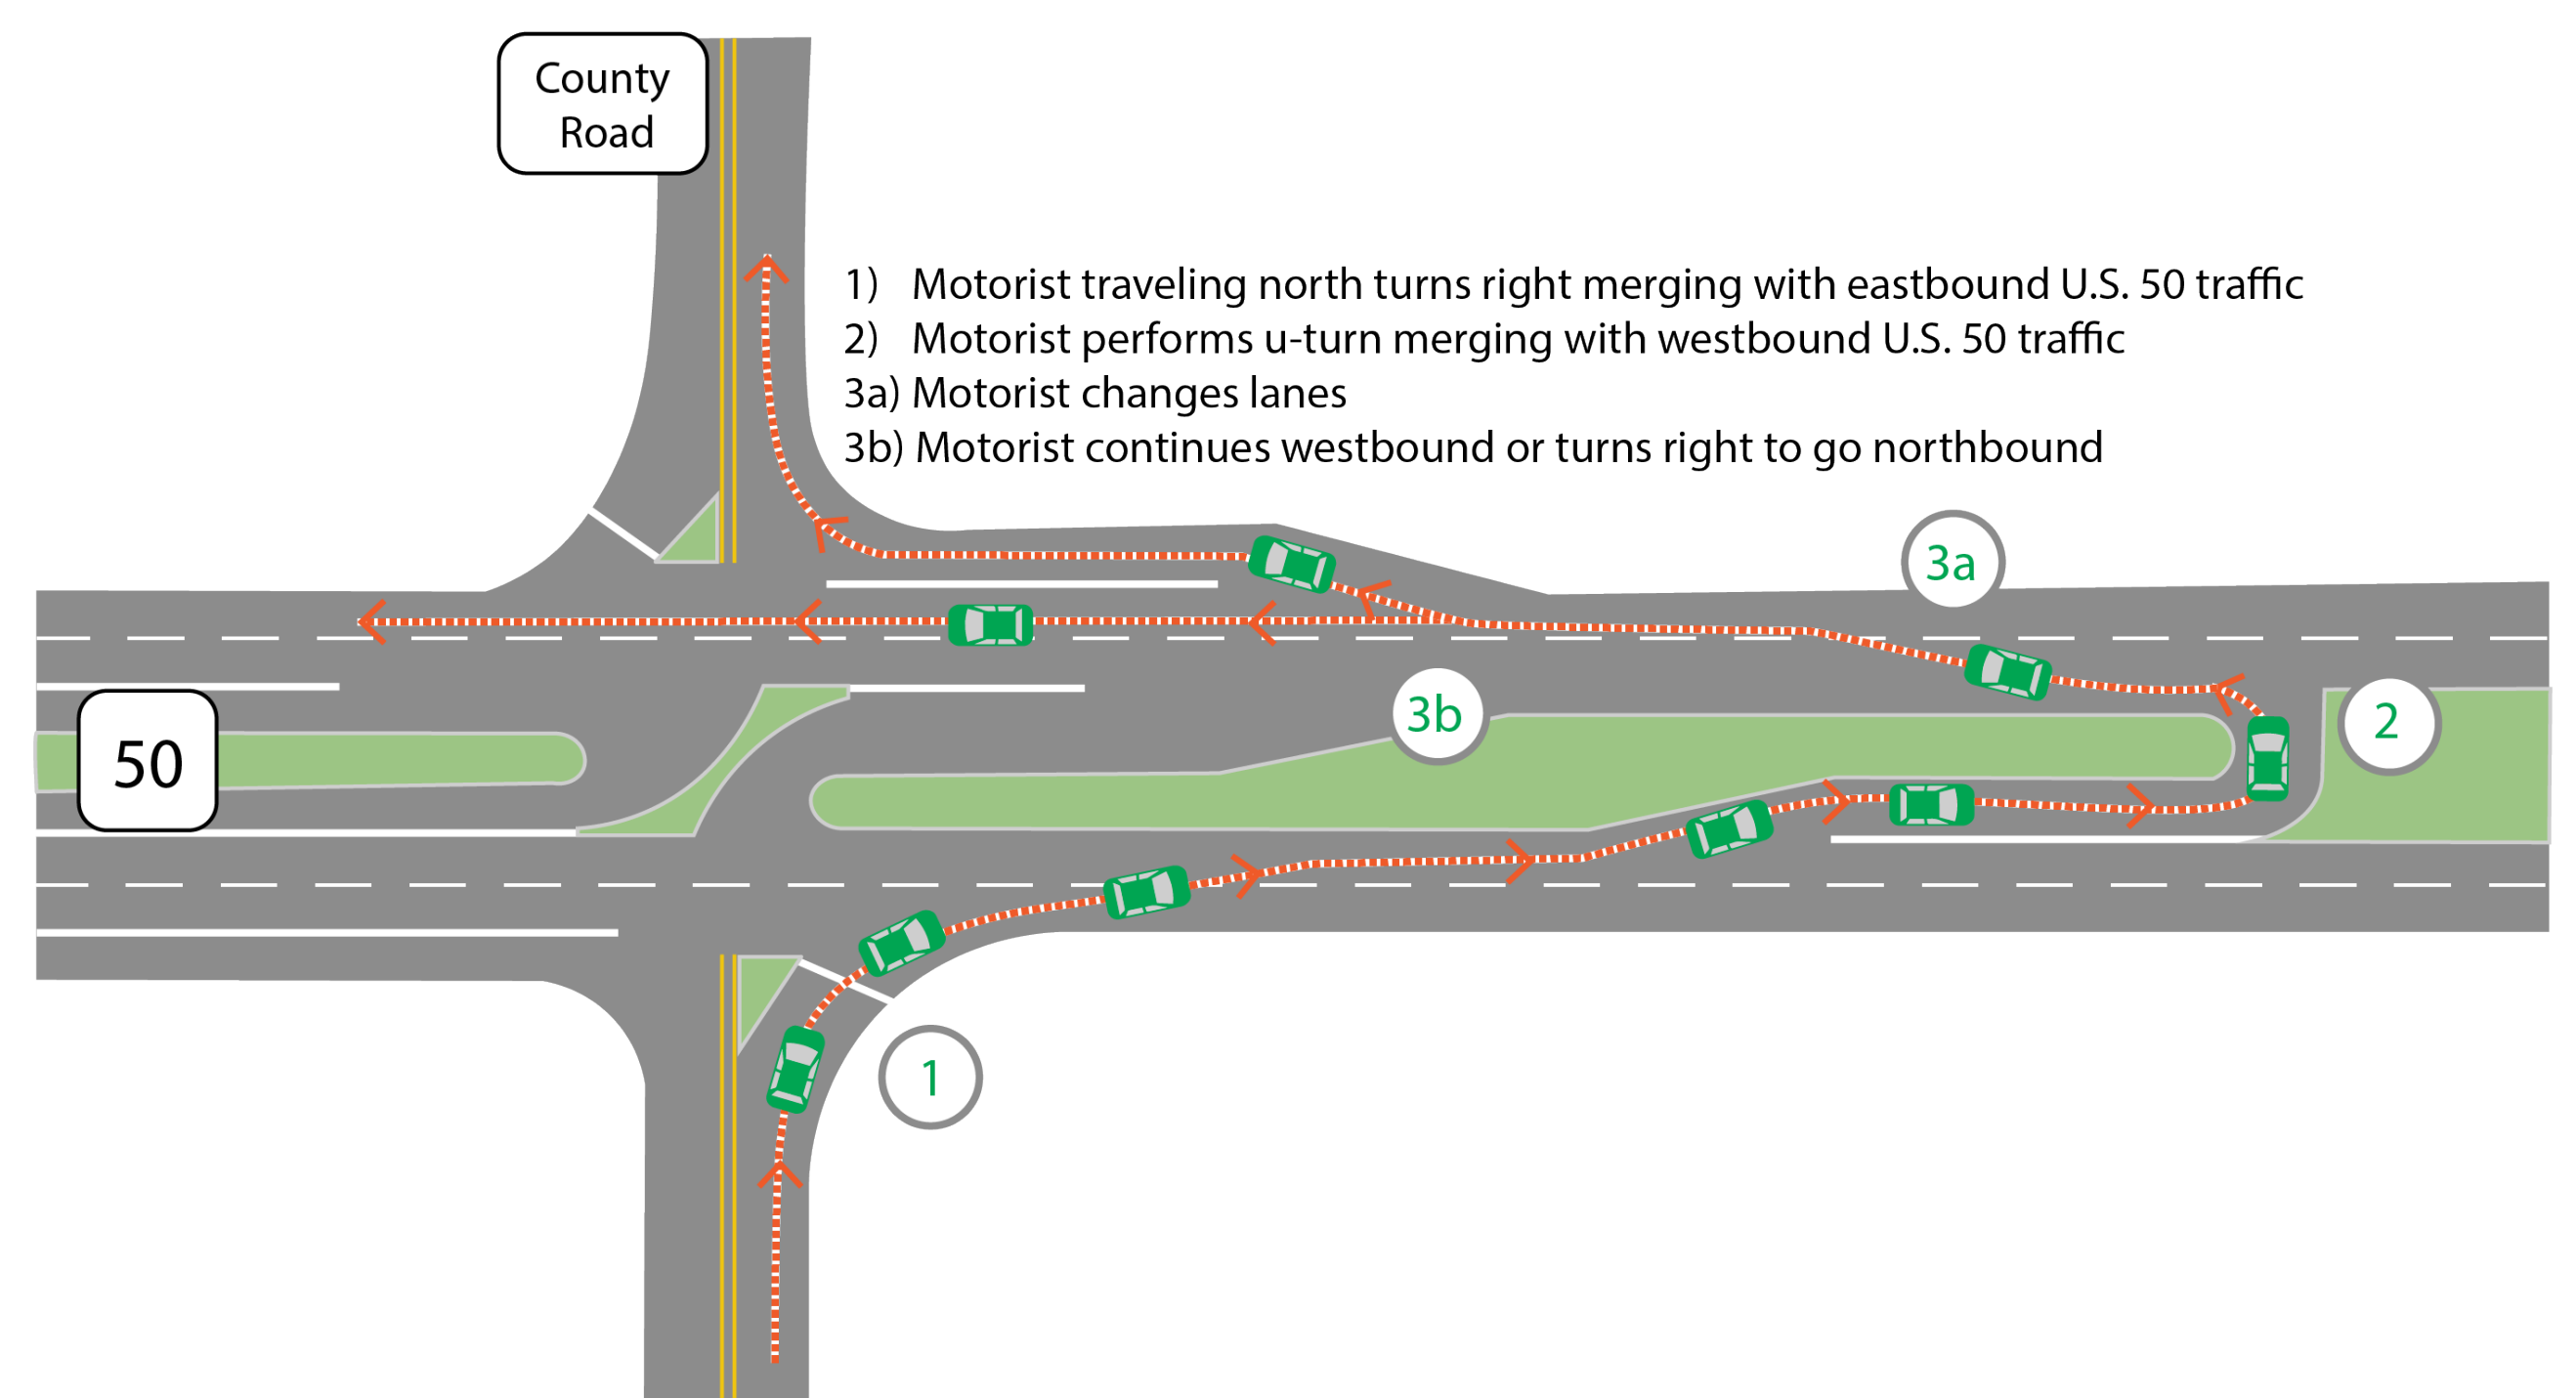 County
Road
1) Motorist traveling north turns right merging with eastbound U.S. 50 traffic
2) Motorist performs u-turn merging with westbound U.S. 50 traffic
3a) Motorist changes lanes
3b) Motorist continues westbound or turns right to go northbound
3a
3b
2
50
1